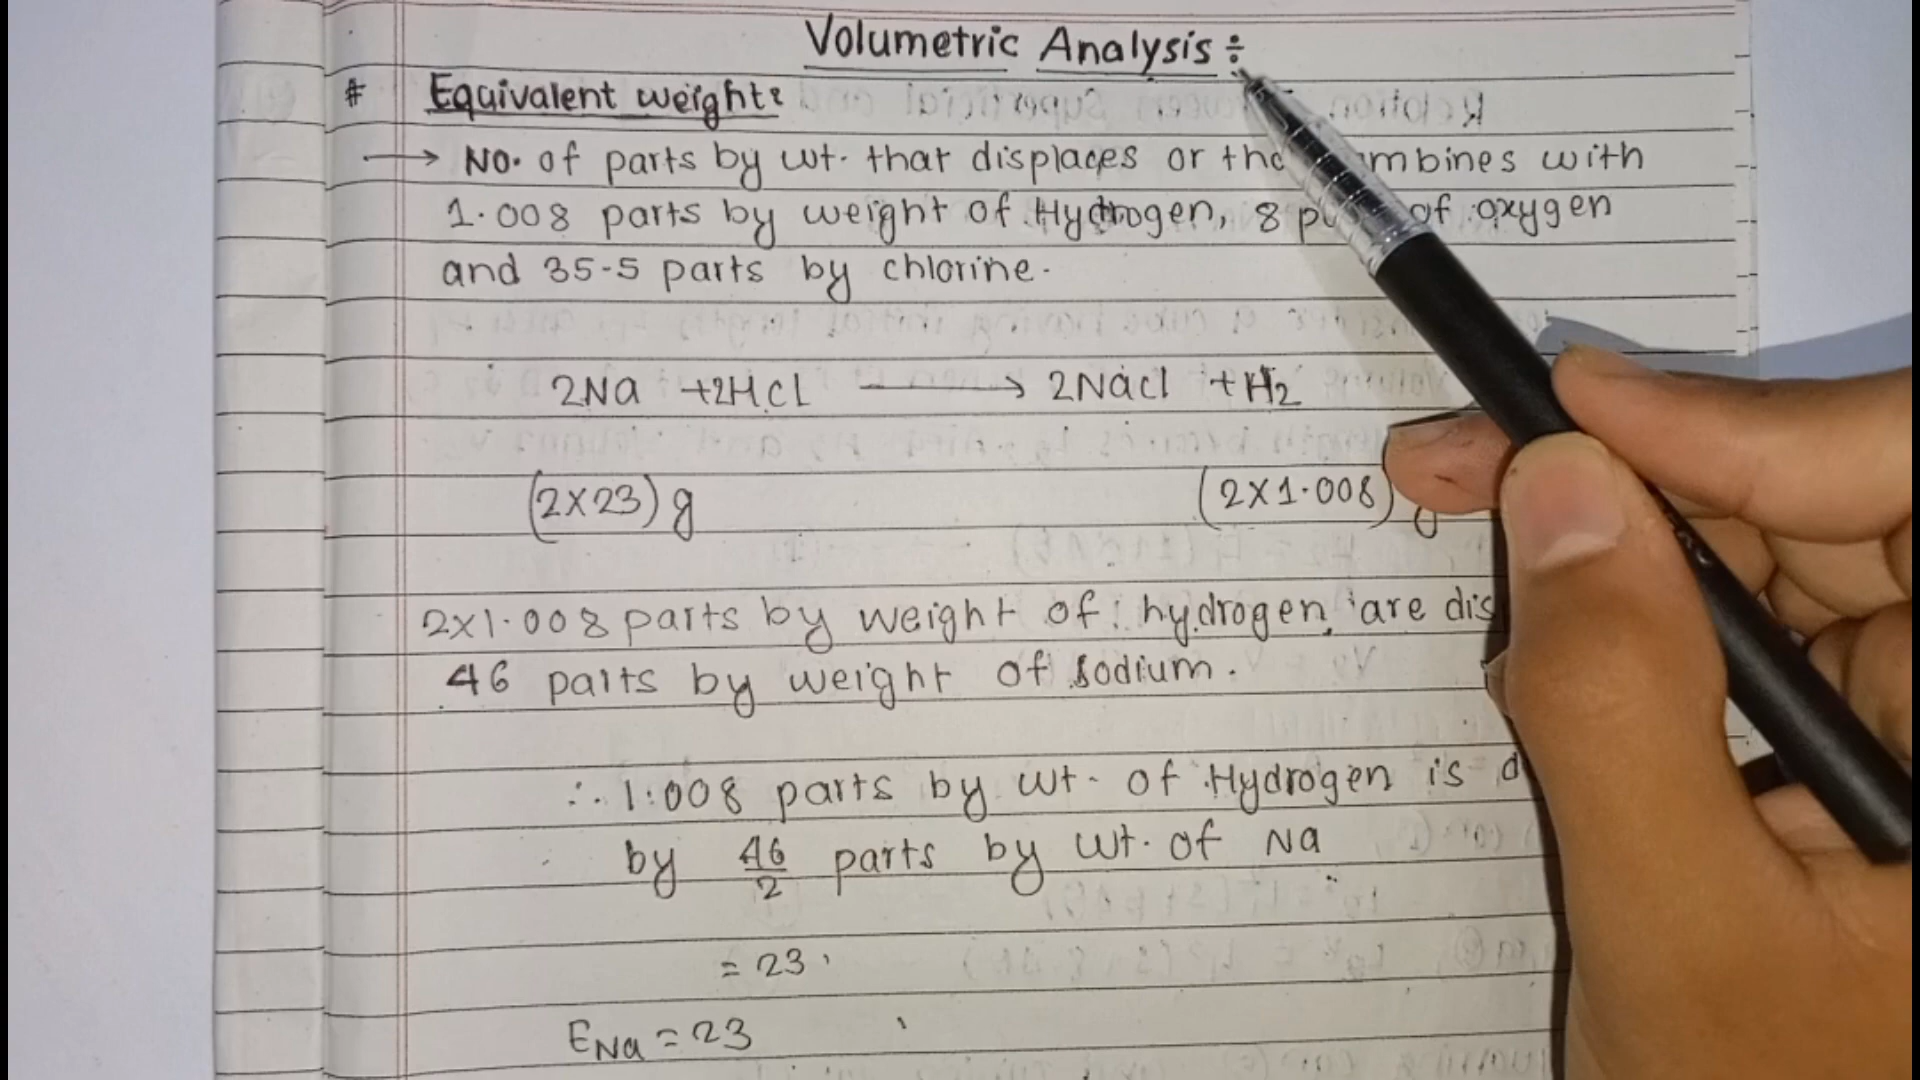 Volumetric Analysis ÷
# Equivalent weight:
→ No. of parts by wt. that displaces or with
1.008 parts by weight of Hydrogen, 8 of oxygen
and 35.5 parts by chlorine.
2Na +2HCl → 2NaCl + H2
(2×23) g (2×1.008) g
2×1.008 parts by weight of hydrogen are
46 parts by weight of sodium.
∴ 1.008 parts by wt. of Hydrogen is
by 46/2 parts by wt. of Na
= 23
ENa = 23